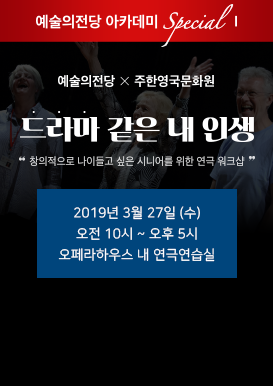 예술의전당 아카데미 Special I
예술의전당 × 주한영국문화원
드라마 같은 내 인생
❝ 창의적으로 나이들고 싶은 시니어를 위한 연극 워크샵 ❞
2019년 3월 27일 (수)
오전 10시 ~ 오후 5시
오페라하우스 내 연극연습실